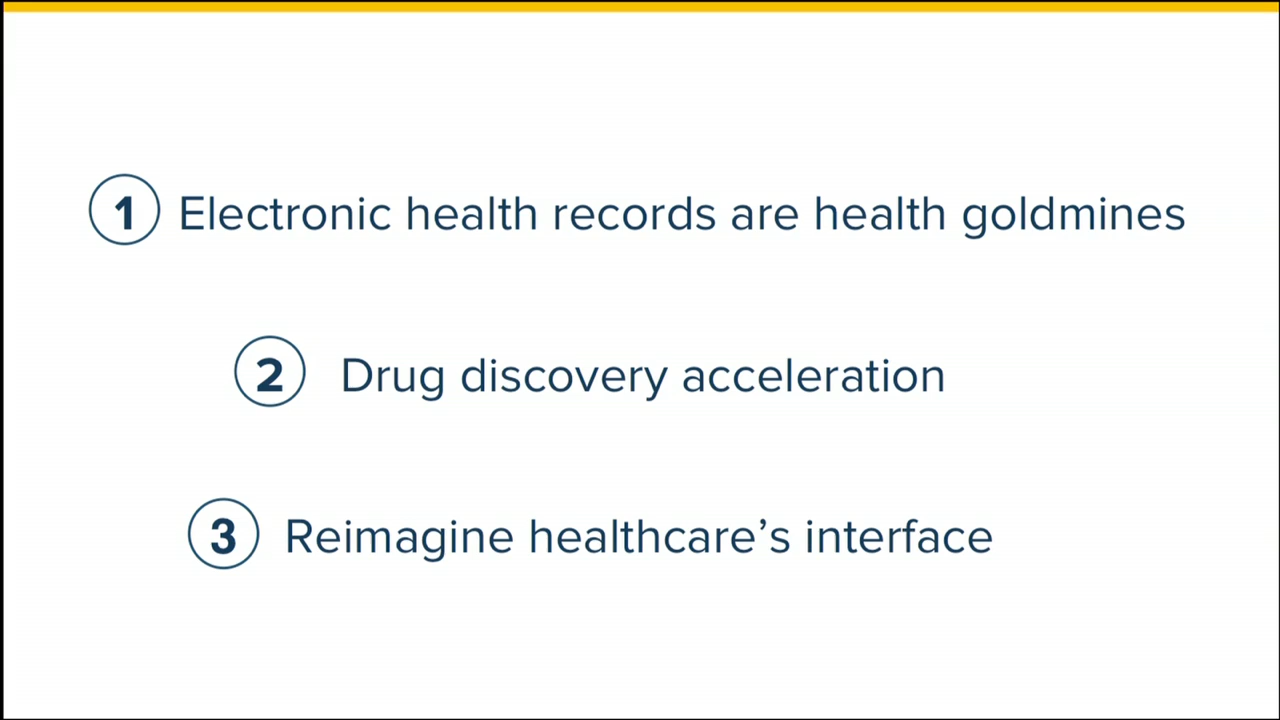 1 Electronic health records are health goldmines
2 Drug discovery acceleration
3 Reimagine healthcare’s interface